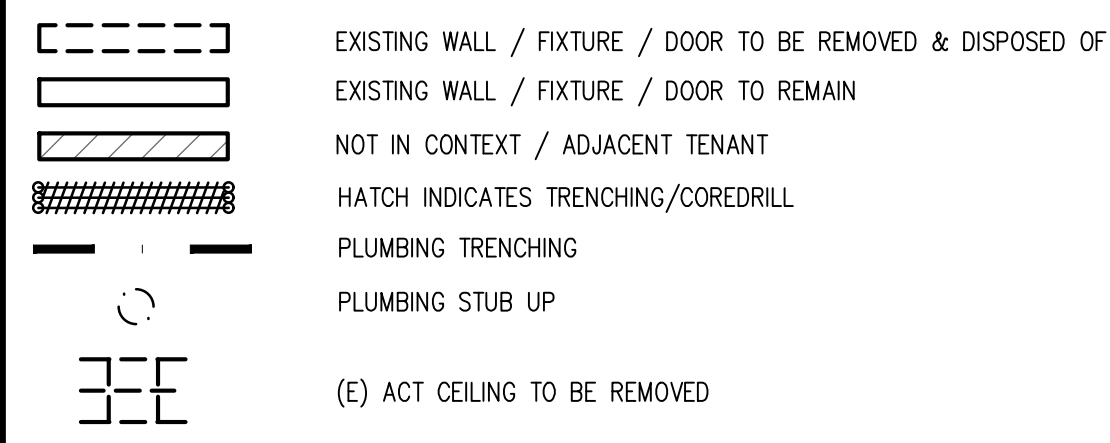 EXISTING WALL / FIXTURE / DOOR TO BE REMOVED & DISPOSED OF
EXISTING WALL / FIXTURE / DOOR TO REMAIN
NOT IN CONTEXT / ADJACENT TENANT
HATCH INDICATES TRENCHING/COREDRILL
PLUMBING TRENCHING
PLUMBING STUB UP
(E) ACT CEILING TO BE REMOVED